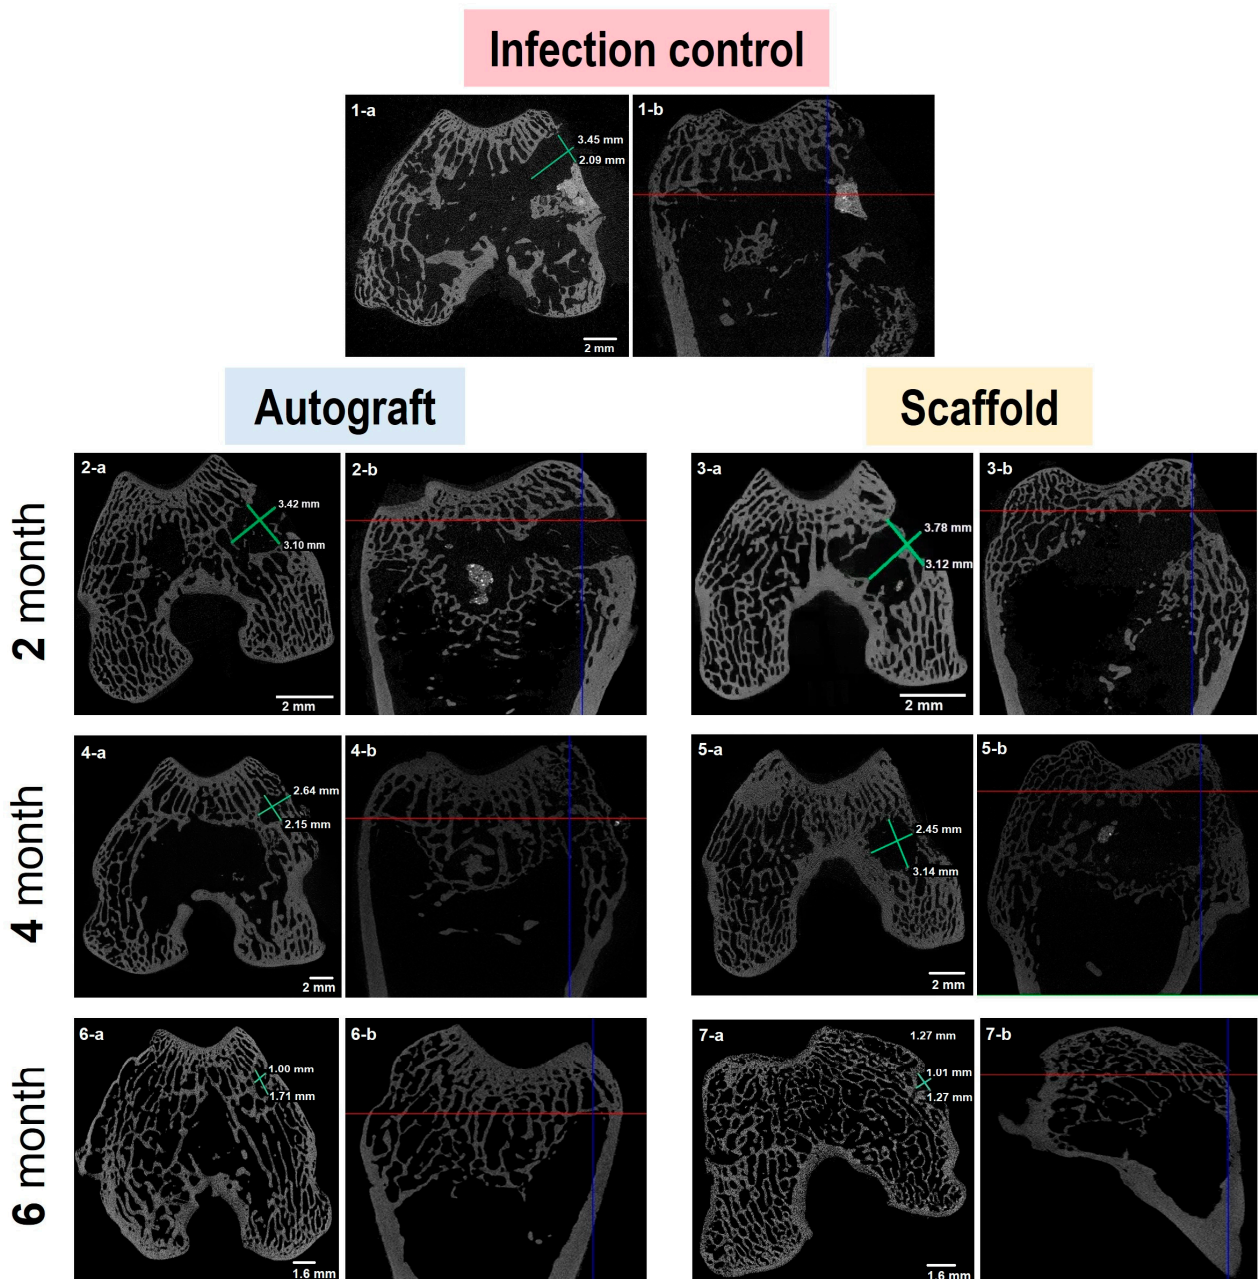 Infection control
1-a
3.45 mm
2.09 mm
2 mm
1-b
Autograft
Scaffold
2 month
2-a
3.42 mm
3.10 mm
2 mm
2-b
3-a
3.78 mm
3.12 mm
2 mm
3-b
4 month
4-a
2.64 mm
2.15 mm
2 mm
4-b
5-a
2.45 mm
3.14 mm
2 mm
5-b
6 month
6-a
1.00 mm
1.71 mm
1.6 mm
6-b
7-a
1.27 mm
1.01 mm
1.27 mm
1.6 mm
7-b